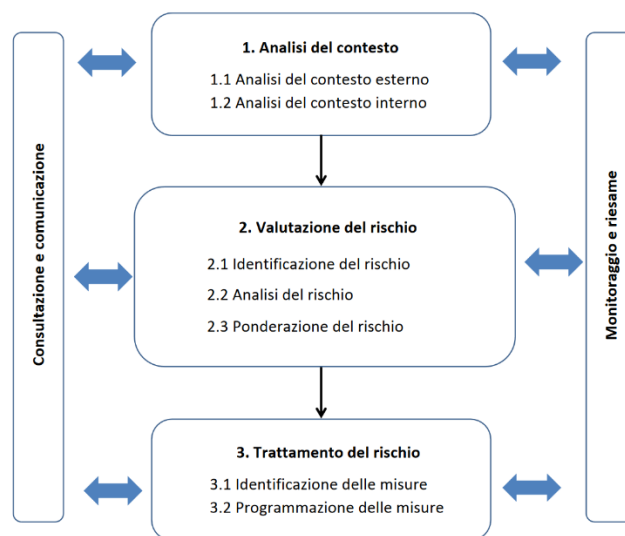 Consultazione e comunicazione
1. Analisi del contesto
1.1 Analisi del contesto esterno
1.2 Analisi del contesto interno
2. Valutazione del rischio
2.1 Identificazione del rischio
2.2 Analisi del rischio
2.3 Ponderazione del rischio
3. Trattamento del rischio
3.1 Identificazione delle misure
3.2 Programmazione delle misure
Monitoraggio e riesame